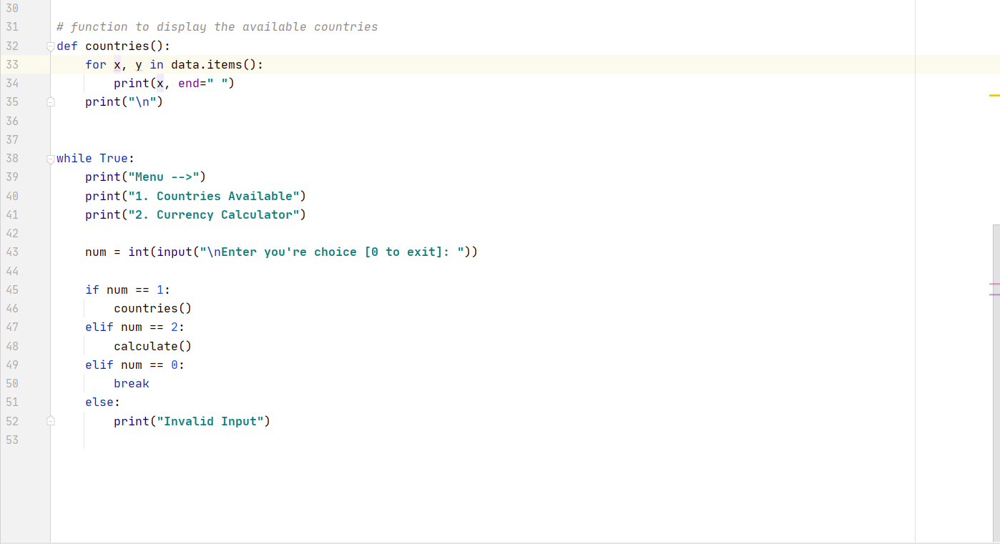 30
31 # function to display the available countries
32 def countries():
33     for x, y in data.items():
34         print(x, end=" ")
35     print("\n")
36
37
38 while True:
39     print("Menu -->")
40     print("1. Countries Available")
41     print("2. Currency Calculator")
42
43     num = int(input("\nEnter you're choice [0 to exit]: "))
44
45     if num == 1:
46         countries()
47     elif num == 2:
48         calculate()
49     elif num == 0:
50         break
51     else:
52         print("Invalid Input")
53